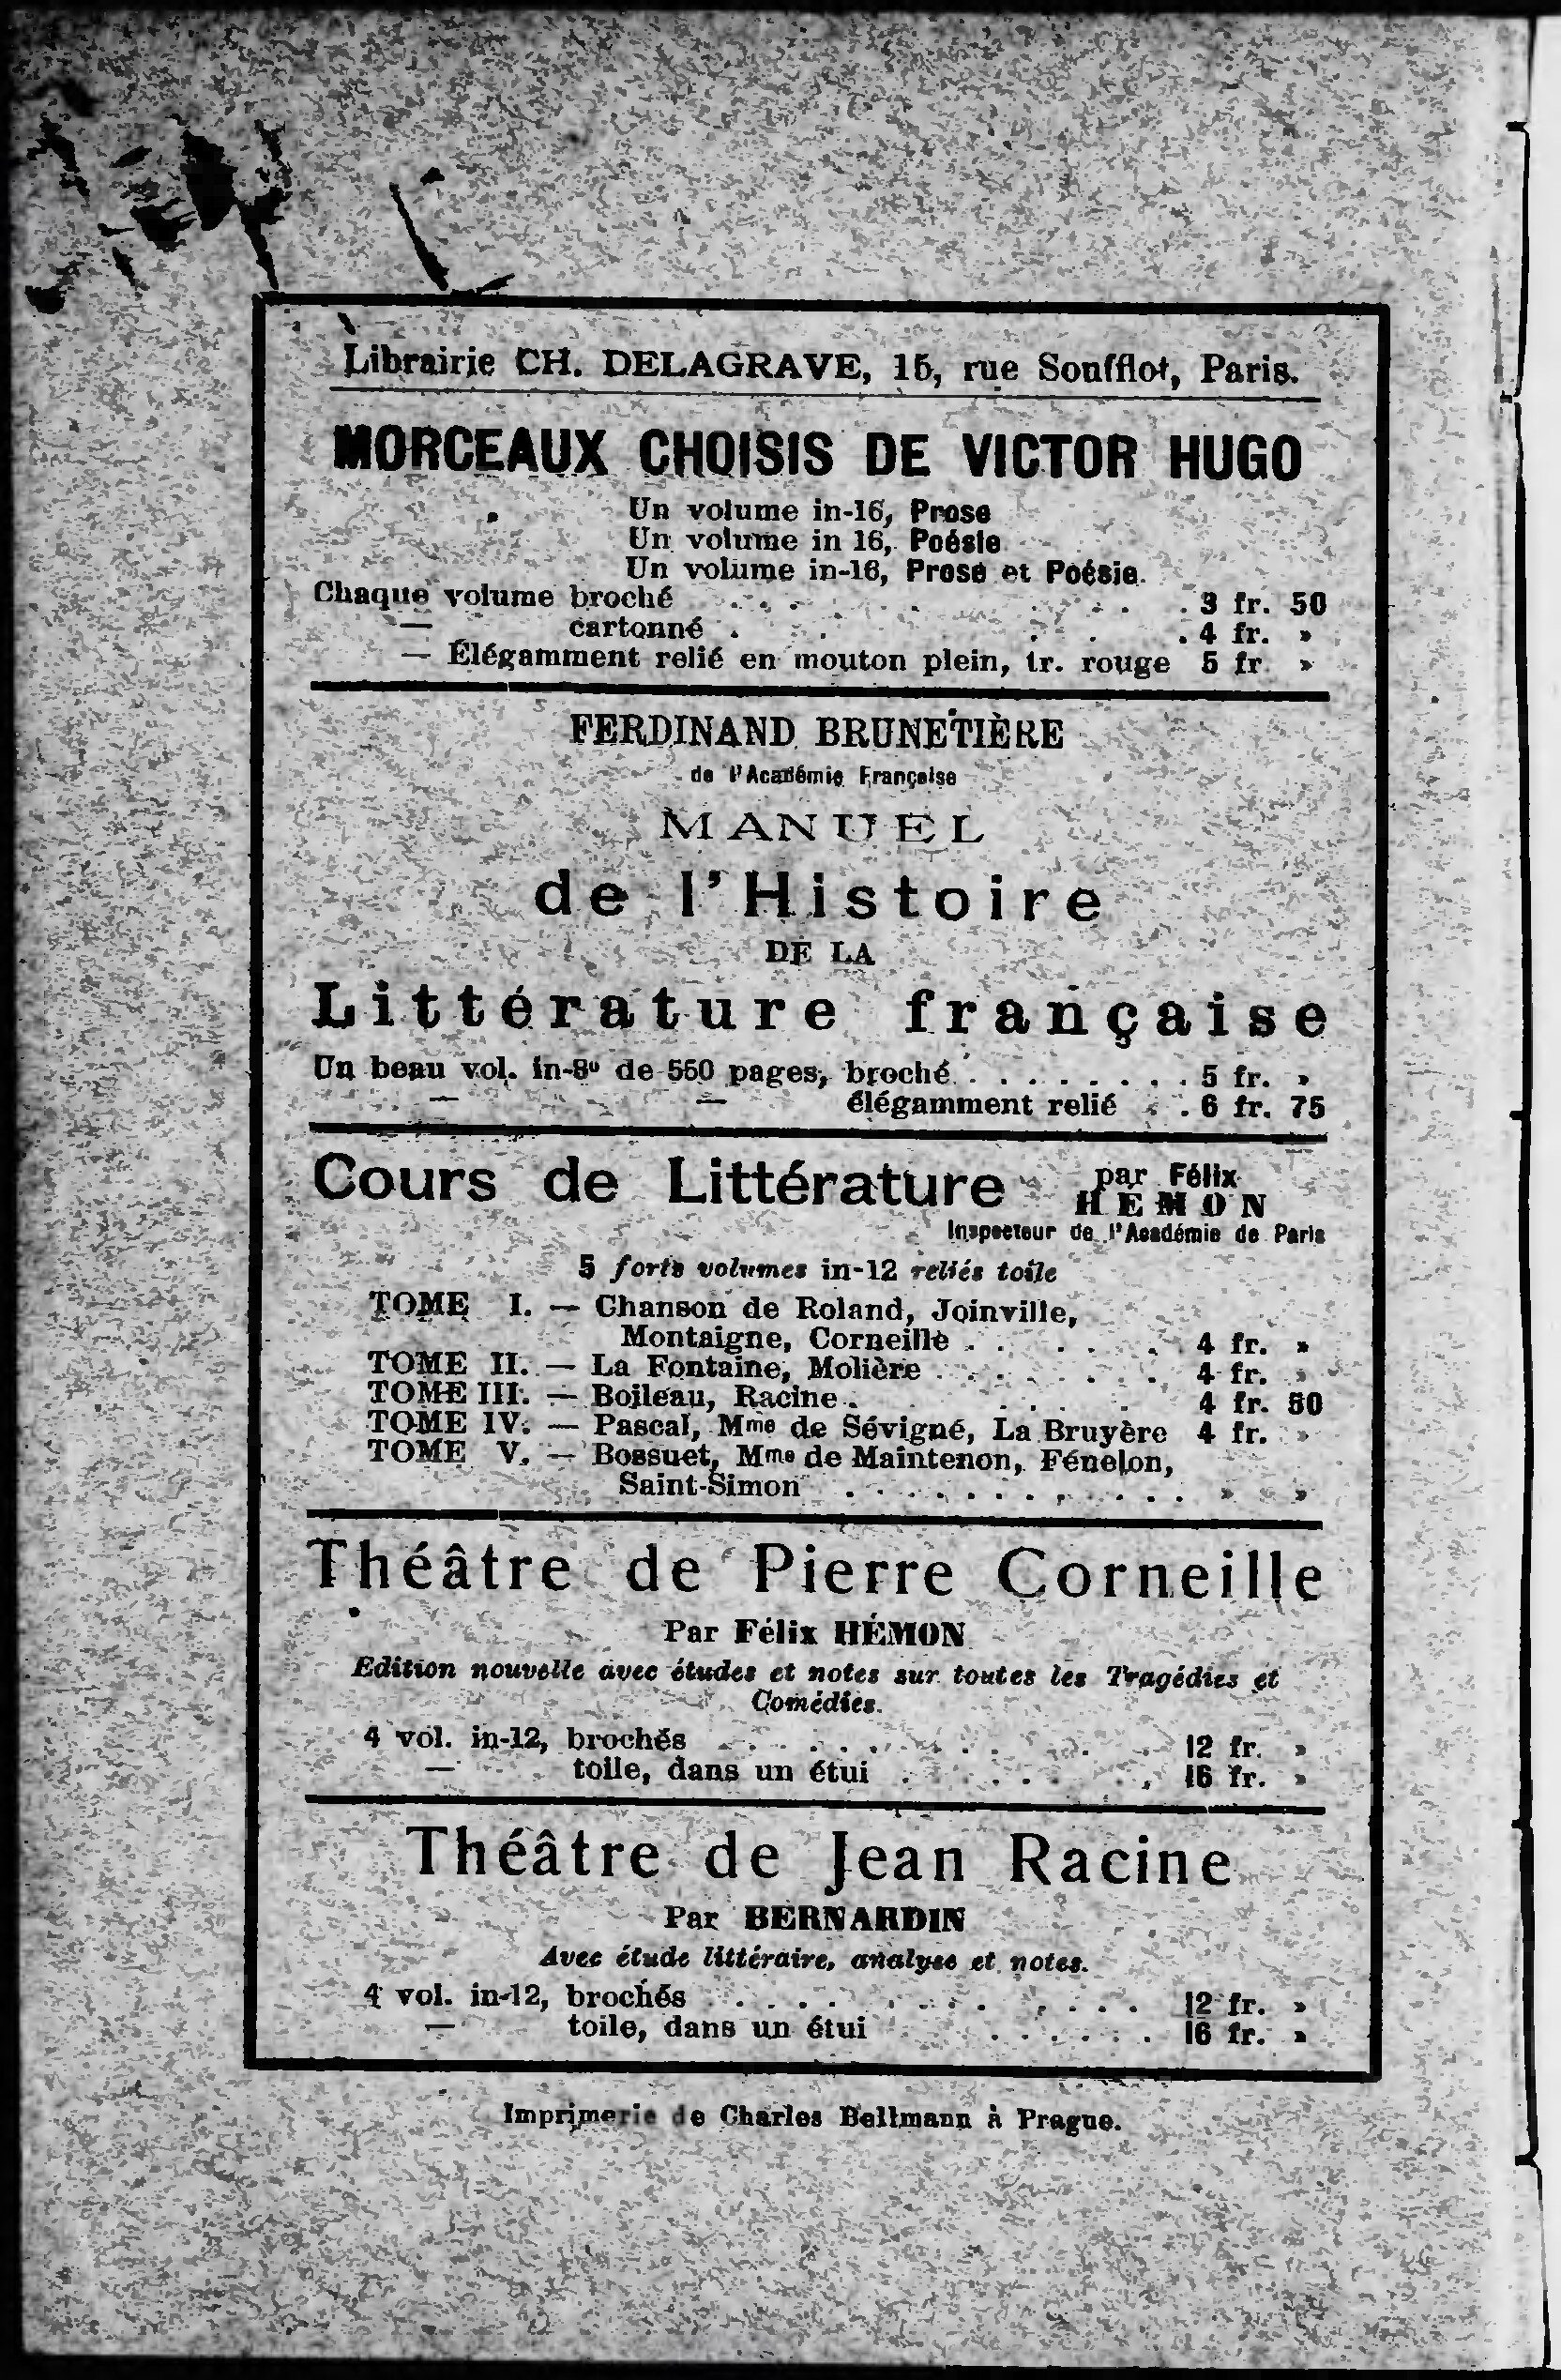 Librairie CH. DELAGRAVE, 15, rue Soufflot, Paris.
MORCEAUX CHOISIS DE VICTOR HUGO
Un volume in-16, Prose
Un volume in 16, Poésie
Un volume in-16, Prose et Poésie.
Chaque volume broché . . . . . . . . . . . 3 fr. 50
— cartonné . . . . . . . . . . 4 fr. »
— Élégamment relié en mouton plein, tr. rouge 5 fr. »
FERDINAND BRUNETIÈRE
de l'Académie Française
MANUEL
de l'Histoire
DE LA
Littérature française
Un beau vol. in-8º de 550 pages, broché . . . . . . . . 5 fr. »
— — élégamment relié . . 6 fr. 75
Cours de Littérature par Félix
HÉMON
Inspecteur de l'Académie de Paris
5 forts volumes in-12 reliés toile
TOME I. — Chanson de Roland, Joinville,
Montaigne, Corneille . . . . . . . 4 fr. »
TOME II. — La Fontaine, Molière . . . . . . . . 4 fr. »
TOME III. — Boileau, Racine . . . . . . . . 4 fr. 50
TOME IV. — Pascal, Mme de Sévigné, La Bruyère 4 fr. »
TOME V. — Bossuet, Mme de Maintenon, Fénelon,
Saint-Simon . . . . . . . . . . . . » »
Théâtre de Pierre Corneille
Par Félix HÉMON
Edition nouvelle avec études et notes sur toutes les Tragédies et
Comédies.
4 vol. in-12, brochés . . . . . . . . . . . . 12 fr. »
— toile, dans un étui . . . . . . . . 16 fr. »
Théâtre de Jean Racine
Par BERNARDIN
Avec étude littéraire, analyse et notes.
4 vol. in-12, brochés . . . . . . . . . . . . 12 fr. »
— toile, dans un étui . . . . . . . 16 fr. »
Imprimerie de Charles Bellmann à Prague.